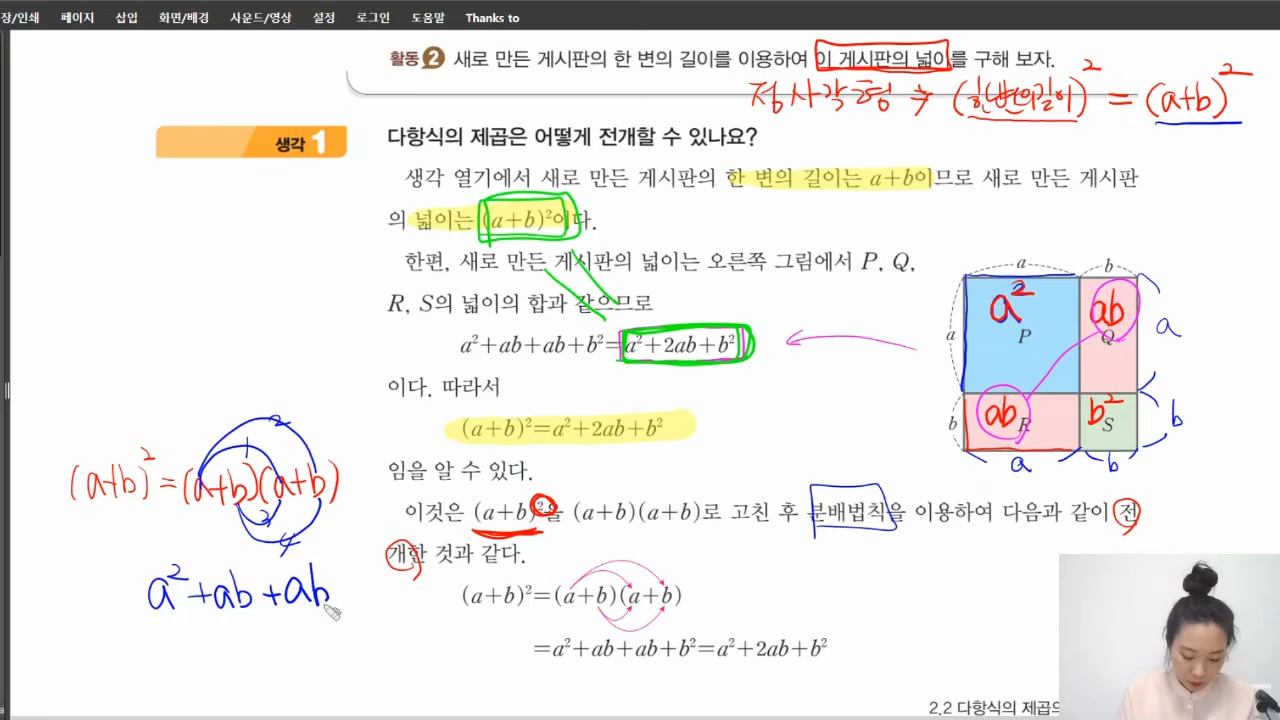 장/인쇄 페이지 삽입 화면/배경 사운드/영상 설정 로그인 도움말 Thanks to
활동 2 새로 만든 게시판의 한 변의 길이를 이용하여 이 게시판의 넓이를 구해 보자.
정사각형 ⇒ (한변의길이)² = (a+b)²
생각 1
다항식의 제곱은 어떻게 전개할 수 있나요?
생각 열기에서 새로 만든 게시판의 한 변의 길이는 a+b이므로 새로 만든 게시판
의 넓이는 (a+b)²이다.
한편, 새로 만든 게시판의 넓이는 오른쪽 그림에서 P, Q,
R, S의 넓이의 합과 같으므로
a²+ab+ab+b²=a²+2ab+b²
이다. 따라서
(a+b)²=a²+2ab+b²
임을 알 수 있다.
이것은 (a+b)²을 (a+b)(a+b)로 고친 후 분배법칙을 이용하여 다음과 같이 전
개한 것과 같다.
(a+b)²=(a+b)(a+b)
=a²+ab+ab+b²=a²+2ab+b²
a b
a² ab a
a P Q
ab b² b
b R S
a b
2
1
(a+b)²=(a+b)(a+b)
3
4
a²+ab+ab
2.2 다항식의 제곱의